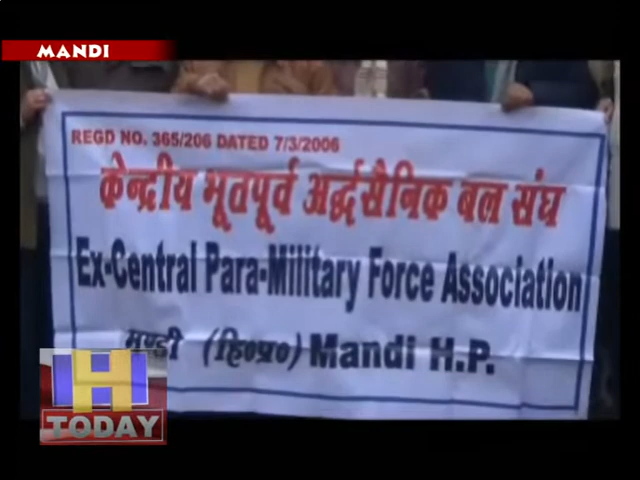 MANDI
REGD NO. 365/206 DATED 7/3/2006
केन्द्रीय भूतपूर्व अर्द्धसैनिक बल संघ
Ex-Central Para-Military Force Association
मण्डी (हि०प्र०) Mandi H.P.
H
TODAY